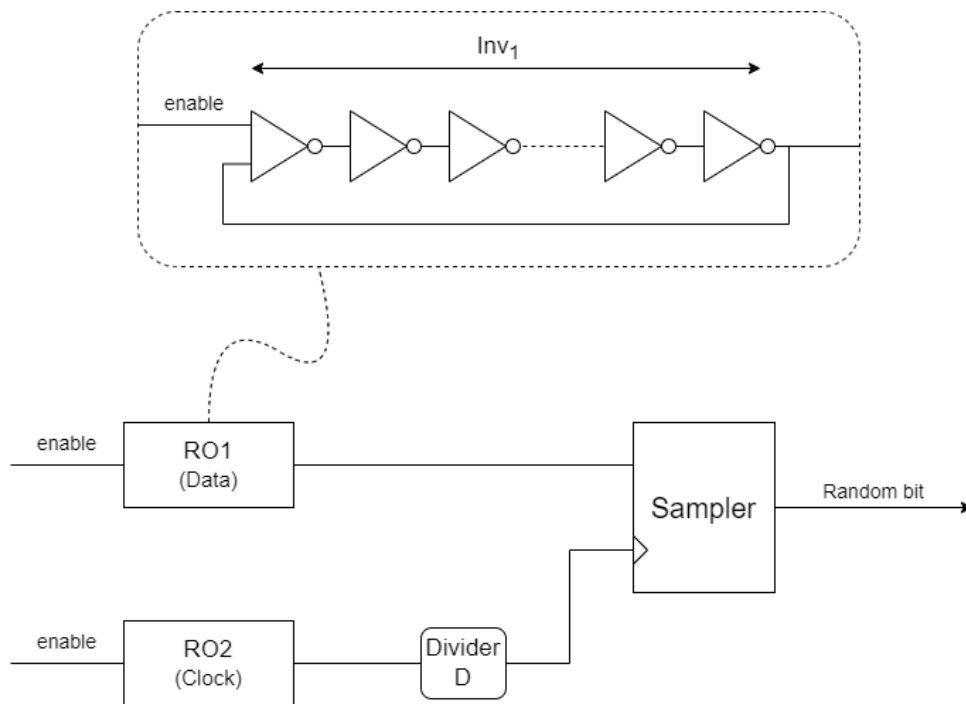 Inv₁
enable
enable
RO1
(Data)
Sampler
Random bit
enable
RO2
(Clock)
Divider
D